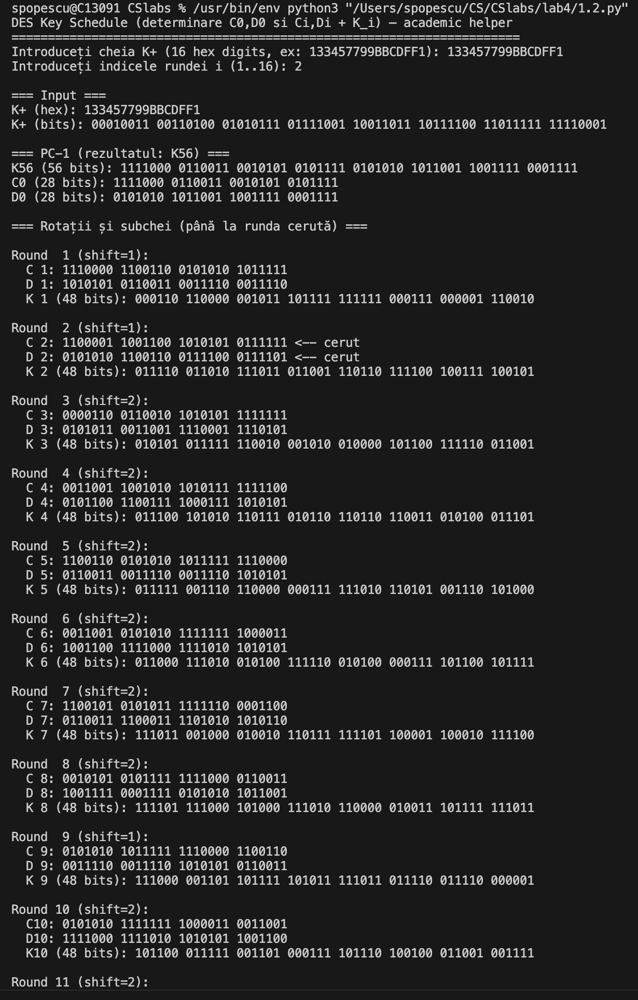 spopescu@C13091 CSlabs % /usr/bin/env python3 "/Users/spopescu/CS/CSlabs/lab4/1.2.py"
DES Key Schedule (determinare C0,D0 si Ci,Di + K_i) — academic helper
======================================================================
Introduceți cheia K+ (16 hex digits, ex: 133457799BBCDFF1): 133457799BBCDFF1
Introduceți indicele rundei i (1..16): 2

=== Input ===
K+ (hex): 133457799BBCDFF1
K+ (bits): 00010011 00110100 01010111 01111001 10011011 10111100 11011111 11110001

=== PC-1 (rezultatul: K56) ===
K56 (56 bits): 1111000 0110011 0010101 0101111 0101010 1011001 1001111 0001111
C0 (28 bits): 1111000 0110011 0010101 0101111
D0 (28 bits): 0101010 1011001 1001111 0001111

=== Rotații și subchei (până la runda cerută) ===

Round  1 (shift=1):
  C 1: 1110000 1100110 0101010 1011111
  D 1: 1010101 0110011 0011110 0011110
  K 1 (48 bits): 000110 110000 001011 101111 111111 000111 000001 110010

Round  2 (shift=1):
  C 2: 1100001 1001100 1010101 0111111 <-- cerut
  D 2: 0101010 1100110 0111100 0111101 <-- cerut
  K 2 (48 bits): 011110 011010 111011 011001 110110 111100 100111 100101

Round  3 (shift=2):
  C 3: 0000110 0110010 1010101 1111111
  D 3: 0101011 0011001 1110001 1110101
  K 3 (48 bits): 010101 011111 110010 001010 010000 101100 111110 011001

Round  4 (shift=2):
  C 4: 0011001 1001010 1010111 1111100
  D 4: 0101100 1100111 1000111 1010101
  K 4 (48 bits): 011100 101010 110111 010110 110110 110011 010100 011101

Round  5 (shift=2):
  C 5: 1100110 0101010 1011111 1110000
  D 5: 0110011 0011110 0011110 1010101
  K 5 (48 bits): 011111 001110 110000 000111 111010 110101 001110 101000

Round  6 (shift=2):
  C 6: 0011001 0101010 1111111 1000011
  D 6: 1001100 1111000 1111010 1010101
  K 6 (48 bits): 011000 111010 010100 111110 010100 000111 101100 101111

Round  7 (shift=2):
  C 7: 1100101 0101011 1111110 0001100
  D 7: 0110011 1100011 1101010 1010110
  K 7 (48 bits): 111011 001000 010010 110111 111101 100001 100010 111100

Round  8 (shift=2):
  C 8: 0010101 0101111 1111000 0110011
  D 8: 1001111 0001111 0101010 1011001
  K 8 (48 bits): 111101 111000 101000 111010 110000 010011 101111 111011

Round  9 (shift=1):
  C 9: 0101010 1011111 1110000 1100110
  D 9: 0011110 0011110 1010101 0110011
  K 9 (48 bits): 111000 001101 101111 101011 111011 011110 011110 000001

Round 10 (shift=2):
  C10: 0101010 1111111 1000011 0011001
  D10: 1111000 1111010 1010101 1001100
  K10 (48 bits): 101100 011111 001101 000111 101110 100100 011001 001111

Round 11 (shift=2):